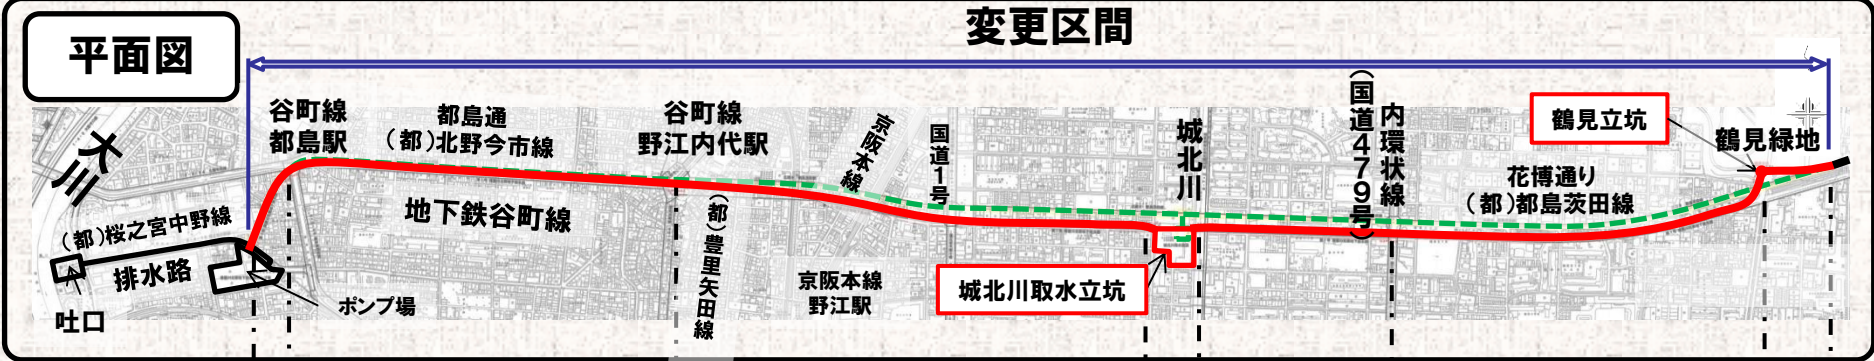 変更区間
平面図
谷町線
都島駅
都島通
(都)北野今市線
谷町線
野江内代駅
京阪本線
国道1号
城北川
(国道479号)
内環状線
鶴見立坑
鶴見緑地
大川
花博通り
(都)都島茨田線
地下鉄谷町線
(都)桜之宮中野線
(都)豊里矢田線
排水路
京阪本線
野江駅
城北川取水立坑
ポンプ場
吐口